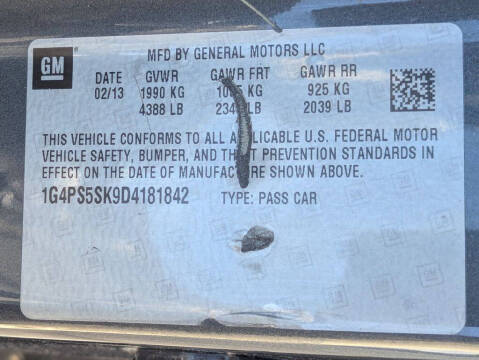 GM
MFD BY GENERAL MOTORS LLC
DATE GVWR GAWR FRT GAWR RR
02/13 1990 KG KG 925 KG
4388 LB LB 2039 LB
THIS VEHICLE CONFORMS TO ALL APPLICABLE U.S. FEDERAL MOTOR
VEHICLE SAFETY, BUMPER, AND THEFT PREVENTION STANDARDS IN
EFFECT ON THE DATE OF MANUFACTURE SHOWN ABOVE.
1G4PS5SK9D4181842 TYPE: PASS CAR